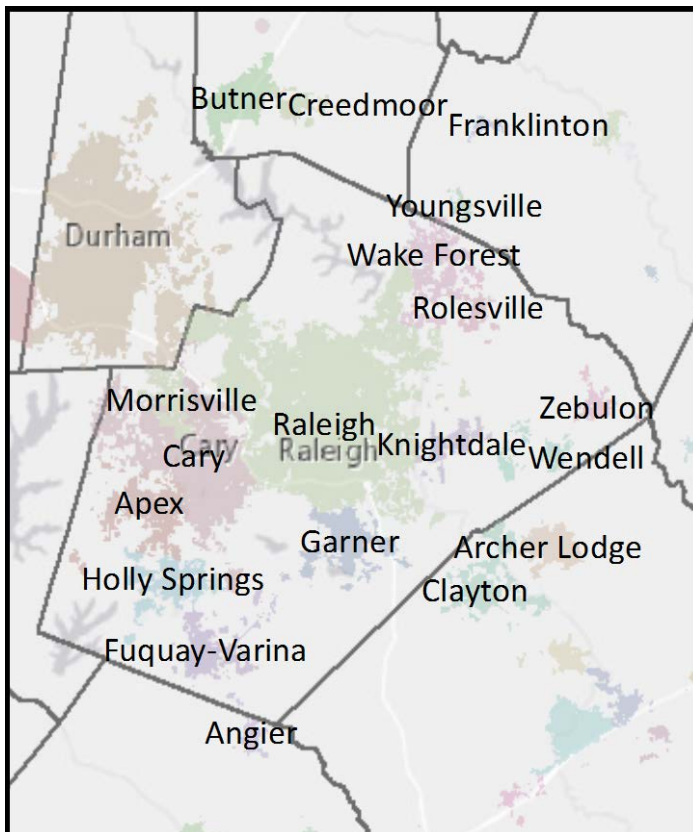 Butner
Creedmoor
Franklinton
Youngsville
Durham
Wake Forest
Rolesville
Morrisville
Zebulon
Raleigh
Knightdale
Cary
Raleigh
Cary
Wendell
Apex
Garner
Archer Lodge
Holly Springs
Clayton
Fuquay-Varina
Angier